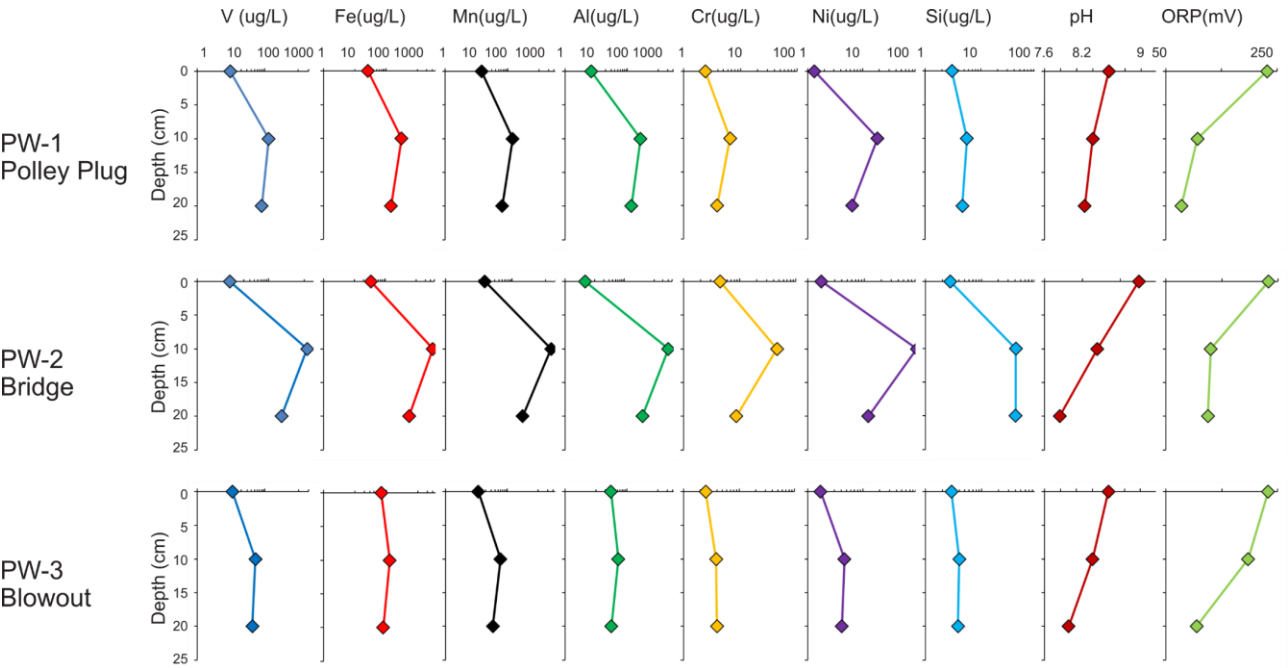 V (ug/L) Fe(ug/L) Mn(ug/L) Al(ug/L) Cr(ug/L) Ni(ug/L) Si(ug/L) pH ORP(mV)
1 10 100 1000 1 10 100 1000 1 10 100 1000 1 10 100 1000 1 10 100 1 10 100 1 10 100 7.6 8.2 9 50 250
0
5
10
15
20
25
Depth (cm)
PW-1
Polley Plug
0
5
10
15
20
25
Depth (cm)
PW-2
Bridge
0
5
10
15
20
25
Depth (cm)
PW-3
Blowout